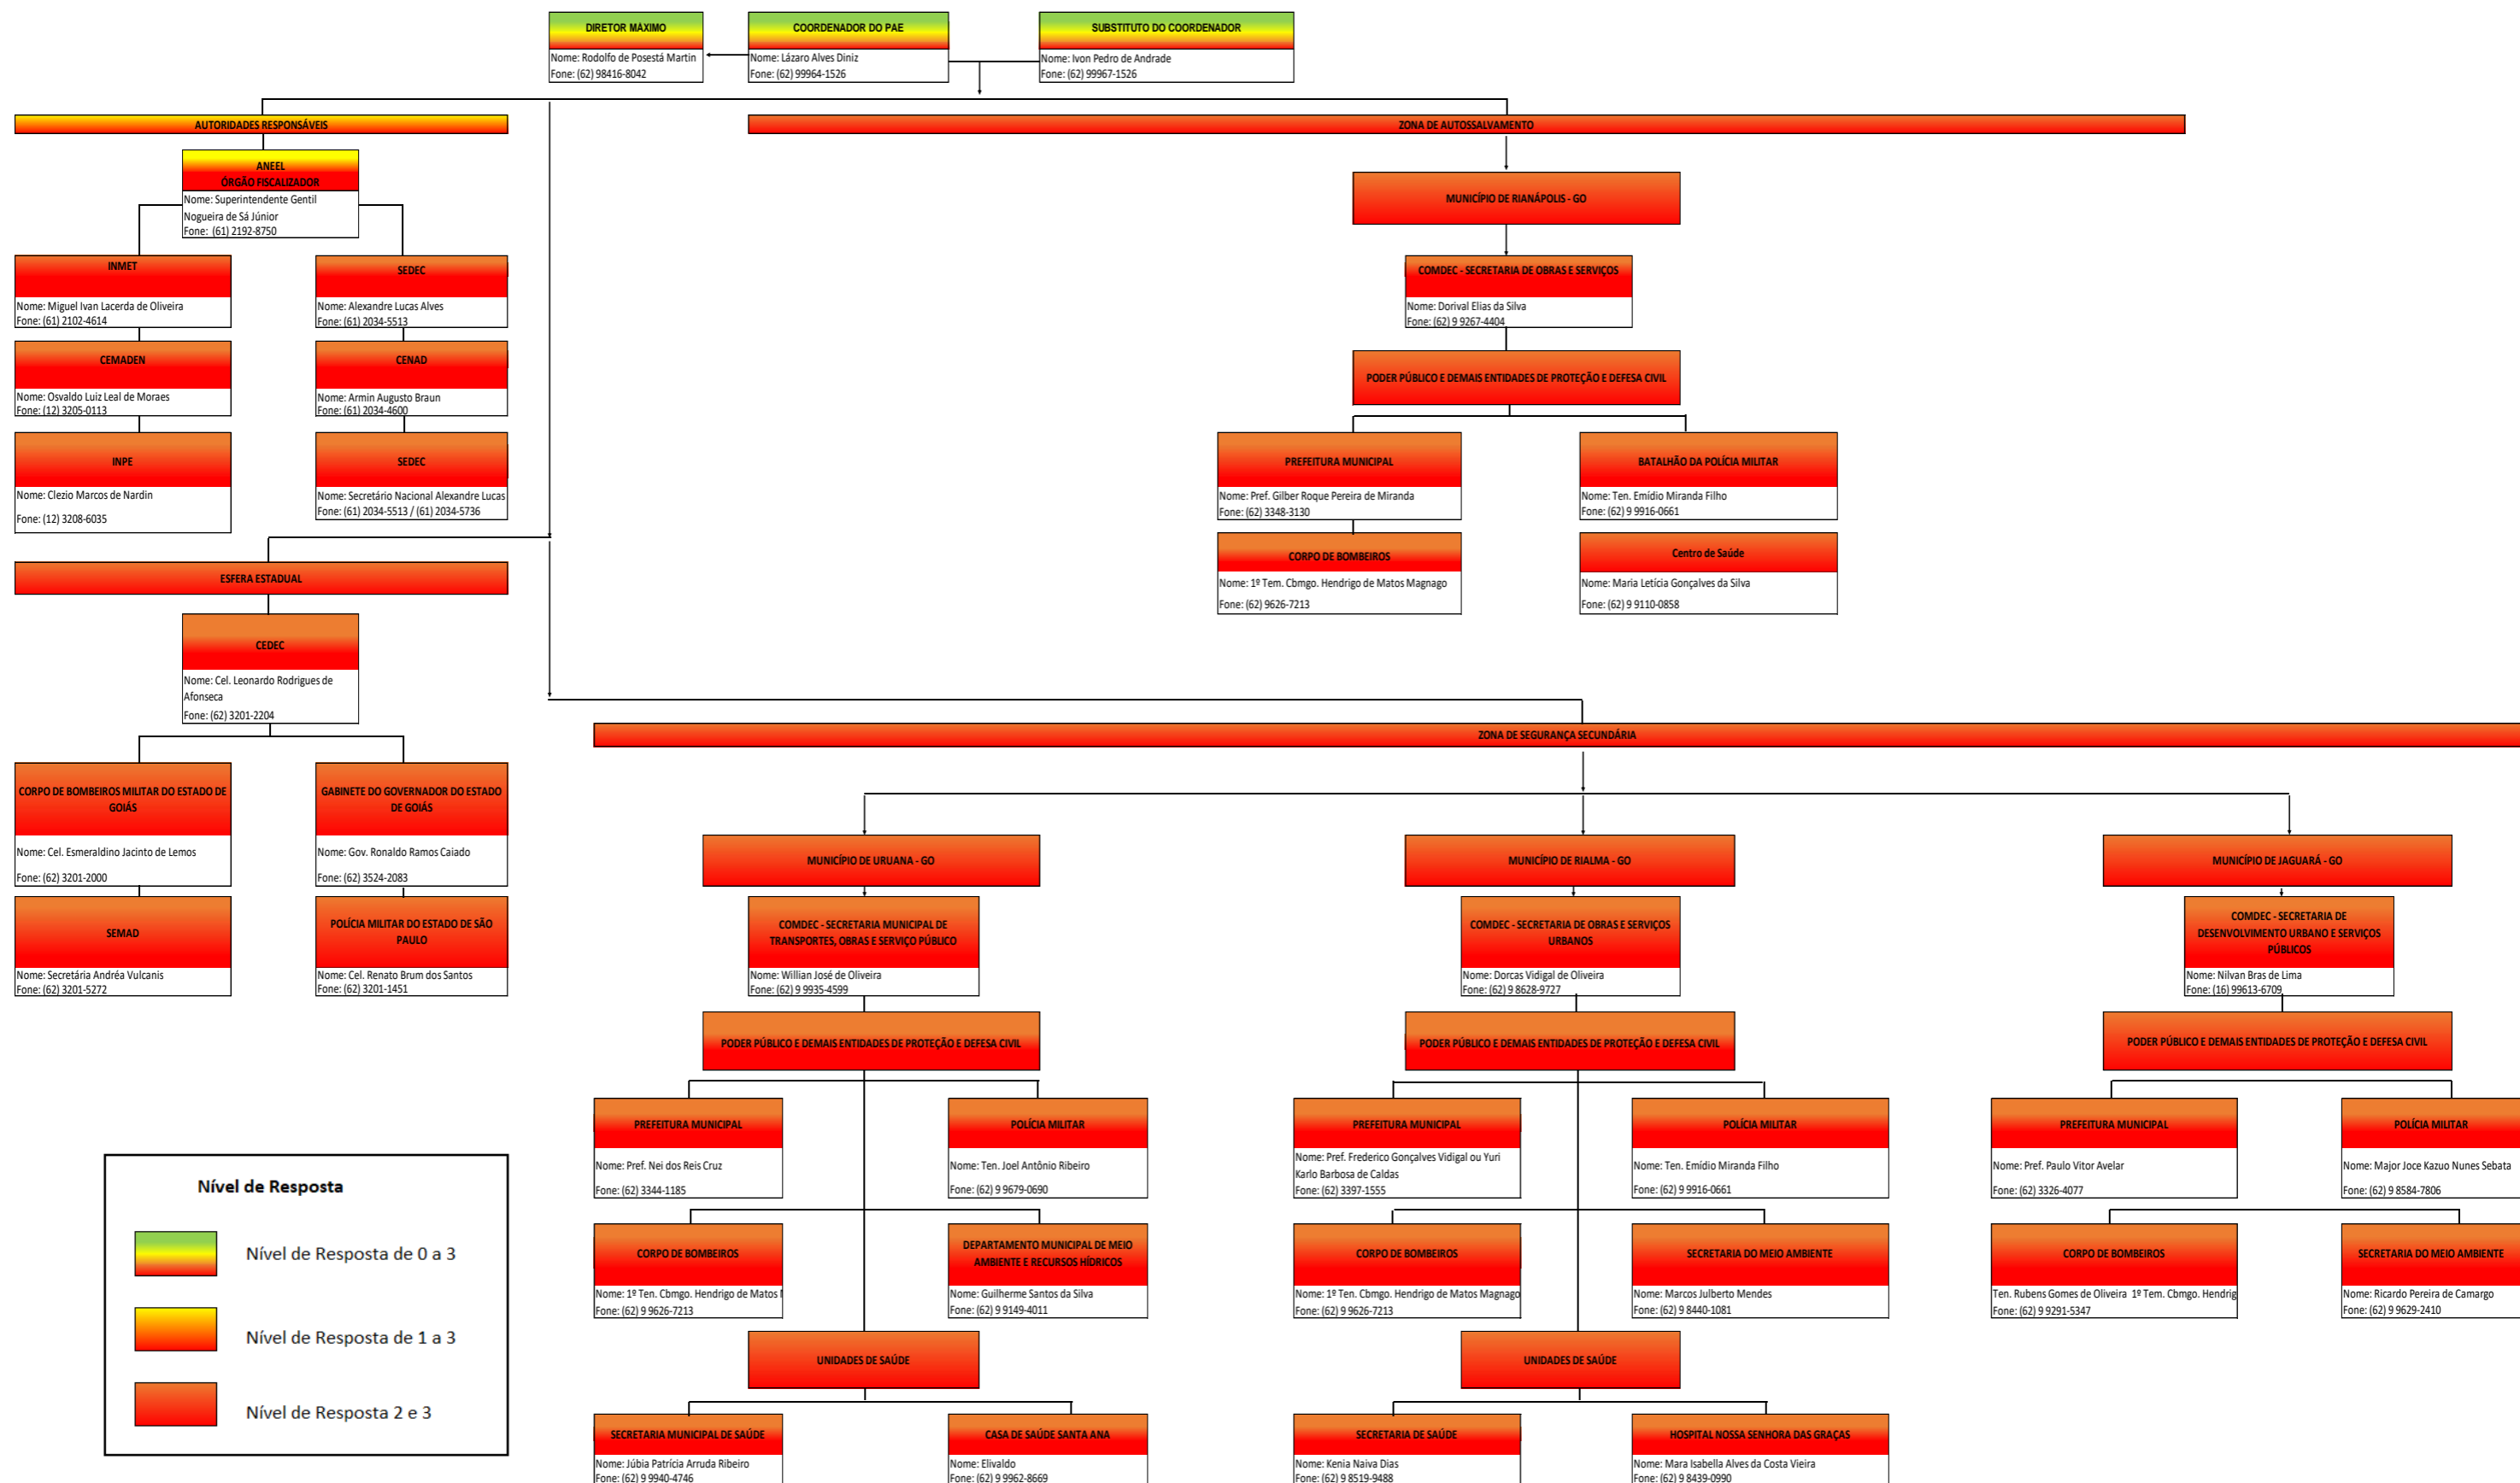 DIRETOR MÁXIMO
Nome: Rodolfo de Posestá Martin
Fone: (62) 98416-8042
COORDENADOR DO PAE
Nome: Lázaro Alves Diniz
Fone: (62) 99964-1526
SUBSTITUTO DO COORDENADOR
Nome: Ivon Pedro de Andrade
Fone: (62) 99967-1526
AUTORIDADES RESPONSÁVEIS
ANEEL
ÓRGÃO FISCALIZADOR
Nome: Superintendente Gentil
Nogueira de Sá Júnior
Fone: (61) 2192-8750
INMET
Nome: Miguel Ivan Lacerda de Oliveira
Fone: (61) 2102-4614
SEDEC
Nome: Alexandre Lucas Alves
Fone: (61) 2034-5513
CEMADEN
Nome: Osvaldo Luiz Leal de Moraes
Fone: (12) 3205-0113
CENAD
Nome: Armin Augusto Braun
Fone: (61) 2034-4600
INPE
Nome: Clezio Marcos de Nardin
Fone: (12) 3208-6035
SEDEC
Nome: Secretário Nacional Alexandre Lucas
Fone: (61) 2034-5513 / (61) 2034-5736
ZONA DE AUTOSSALVAMENTO
MUNICÍPIO DE RIANÁPOLIS - GO
COMDEC - SECRETARIA DE OBRAS E SERVIÇOS
Nome: Dorival Elias da Silva
Fone: (62) 9 9267-4404
PODER PÚBLICO E DEMAIS ENTIDADES DE PROTEÇÃO E DEFESA CIVIL
PREFEITURA MUNICIPAL
Nome: Pref. Gilber Roque Pereira de Miranda
Fone: (62) 3348-3130
BATALHÃO DA POLÍCIA MILITAR
Nome: Ten. Emídio Miranda Filho
Fone: (62) 9 9916-0661
CORPO DE BOMBEIROS
Nome: 1º Tem. Cbmgo. Hendrigo de Matos Magnago
Fone: (62) 9626-7213
Centro de Saúde
Nome: Maria Letícia Gonçalves da Silva
Fone: (62) 9 9110-0858
ESFERA ESTADUAL
CEDEC
Nome: Cel. Leonardo Rodrigues de
Afonseca
Fone: (62) 3201-2204
CORPO DE BOMBEIROS MILITAR DO ESTADO DE
GOIÁS
Nome: Cel. Esmeraldino Jacinto de Lemos
Fone: (62) 3201-2000
GABINETE DO GOVERNADOR DO ESTADO
DE GOIÁS
Nome: Gov. Ronaldo Ramos Caiado
Fone: (62) 3524-2083
SEMAD
Nome: Secretária Andréa Vulcanis
Fone: (62) 3201-5272
POLÍCIA MILITAR DO ESTADO DE SÃO
PAULO
Nome: Cel. Renato Brum dos Santos
Fone: (62) 3201-1451
ZONA DE SEGURANÇA SECUNDÁRIA
MUNICÍPIO DE URUANA - GO
COMDEC - SECRETARIA MUNICIPAL DE
TRANSPORTES, OBRAS E SERVIÇO PÚBLICO
Nome: Willian José de Oliveira
Fone: (62) 9 9935-4599
PODER PÚBLICO E DEMAIS ENTIDADES DE PROTEÇÃO E DEFESA CIVIL
PREFEITURA MUNICIPAL
Nome: Pref. Nei dos Reis Cruz
Fone: (62) 3344-1185
POLÍCIA MILITAR
Nome: Ten. Joel Antônio Ribeiro
Fone: (62) 9 9679-0690
CORPO DE BOMBEIROS
Nome: 1º Ten. Cbmgo. Hendrigo de Matos
Fone: (62) 9 9626-7213
DEPARTAMENTO MUNICIPAL DE MEIO
AMBIENTE E RECURSOS HÍDRICOS
Nome: Guilherme Santos da Silva
Fone: (62) 9 9149-4011
UNIDADES DE SAÚDE
SECRETARIA MUNICIPAL DE SAÚDE
Nome: Júbia Patrícia Arruda Ribeiro
Fone: (62) 9 9940-4746
CASA DE SAÚDE SANTA ANA
Nome: Elivaldo
Fone: (62) 9 9962-8669
MUNICÍPIO DE RIALMA - GO
COMDEC - SECRETARIA DE OBRAS E SERVIÇOS
URBANOS
Nome: Dorcas Vidigal de Oliveira
Fone: (62) 9 8628-9727
PODER PÚBLICO E DEMAIS ENTIDADES DE PROTEÇÃO E DEFESA CIVIL
PREFEITURA MUNICIPAL
Nome: Pref. Frederico Gonçalves Vidigal ou Yuri
Karlo Barbosa de Caldas
Fone: (62) 3397-1555
POLÍCIA MILITAR
Nome: Ten. Emídio Miranda Filho
Fone: (62) 9 9916-0661
CORPO DE BOMBEIROS
Nome: 1º Ten. Cbmgo. Hendrigo de Matos Magnago
Fone: (62) 9 9626-7213
SECRETARIA DO MEIO AMBIENTE
Nome: Marcos Julberto Mendes
Fone: (62) 9 8440-1081
UNIDADES DE SAÚDE
SECRETARIA DE SAÚDE
Nome: Kenia Naiva Dias
Fone: (62) 9 8519-9488
HOSPITAL NOSSA SENHORA DAS GRAÇAS
Nome: Mara Isabella Alves da Costa Vieira
Fone: (62) 9 8439-0990
MUNICÍPIO DE JAGUARÁ - GO
COMDEC - SECRETARIA DE
DESENVOLVIMENTO URBANO E SERVIÇOS
PÚBLICOS
Nome: Nilvan Bras de Lima
Fone: (16) 99613-6709
PODER PÚBLICO E DEMAIS ENTIDADES DE PROTEÇÃO E DEFESA CIVIL
PREFEITURA MUNICIPAL
Nome: Pref. Paulo Vitor Avelar
Fone: (62) 3326-4077
POLÍCIA MILITAR
Nome: Major Joce Kazuo Nunes Sebata
Fone: (62) 9 8584-7806
CORPO DE BOMBEIROS
Ten. Rubens Gomes de Oliveira 1º Tem. Cbmgo. Hendrig
Fone: (62) 9 9291-5347
SECRETARIA DO MEIO AMBIENTE
Nome: Ricardo Pereira de Camargo
Fone: (62) 9 9629-2410
Nível de Resposta
Nível de Resposta de 0 a 3
Nível de Resposta de 1 a 3
Nível de Resposta 2 e 3